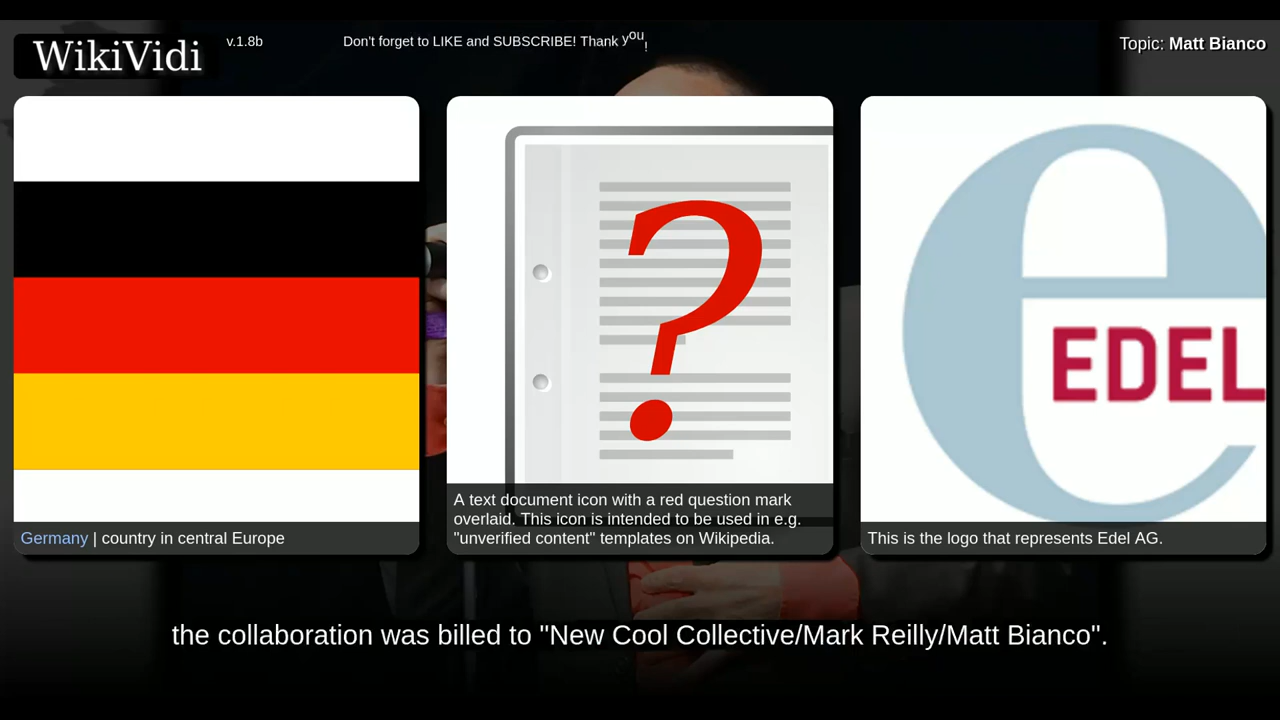 WikiVidi
v.1.8b
Don't forget to LIKE and SUBSCRIBE! Thank you!
Topic: Matt Bianco
?
EDEL
Germany | country in central Europe
A text document icon with a red question mark
overlaid. This icon is intended to be used in e.g.
"unverified content" templates on Wikipedia.
This is the logo that represents Edel AG.
the collaboration was billed to "New Cool Collective/Mark Reilly/Matt Bianco".